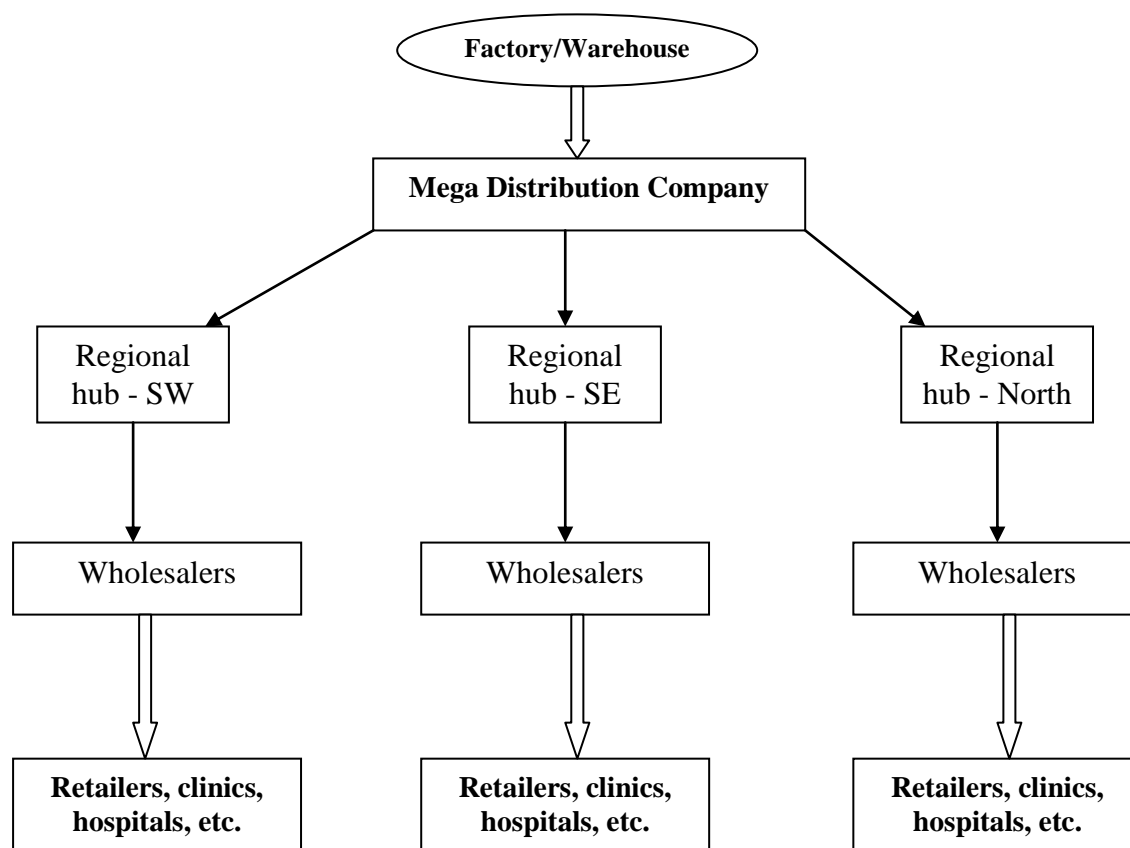 Factory/Warehouse
Mega Distribution Company
Regional
hub - SW
Regional
hub - SE
Regional
hub - North
Wholesalers
Wholesalers
Wholesalers
Retailers, clinics,
hospitals, etc.
Retailers, clinics,
hospitals, etc.
Retailers, clinics,
hospitals, etc.